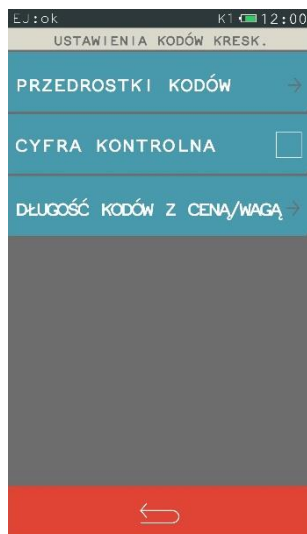 EJ:ok K1 12:00
USTAWIENIA KODÓW KRESK.
PRZEDROSTKI KODÓW
CYFRA KONTROLNA
DŁUGOŚĆ KODÓW Z CENĄ/WAGĄ